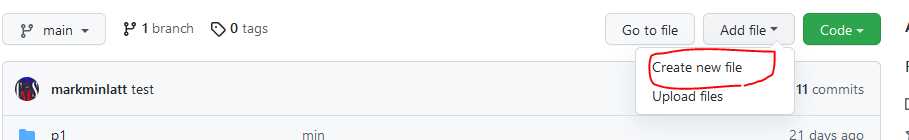 main 1 branch 0 tags Go to file Add file Code
Create new file
markminlatt test 11 commits
Upload files
p1 min 21 days ago